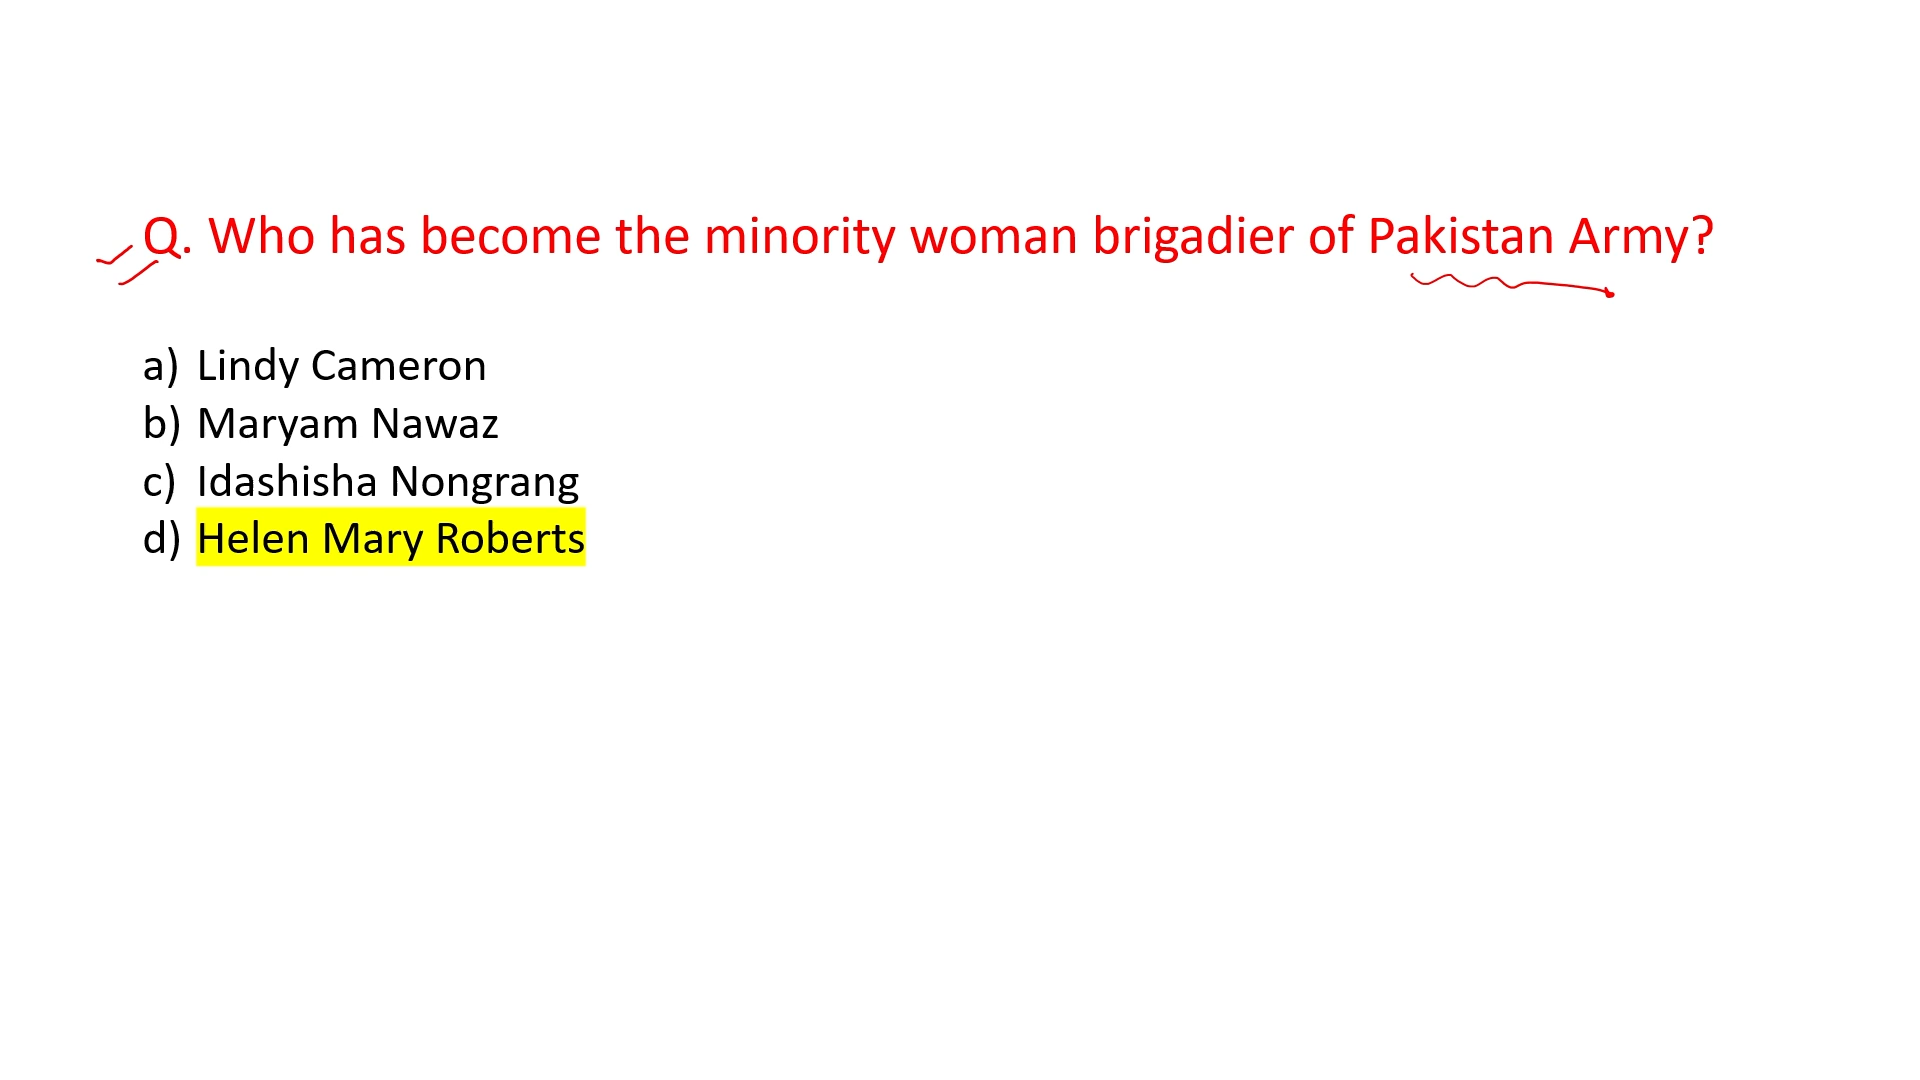 Q. Who has become the minority woman brigadier of Pakistan Army?
a) Lindy Cameron
b) Maryam Nawaz
c) Idashisha Nongrang
d) Helen Mary Roberts